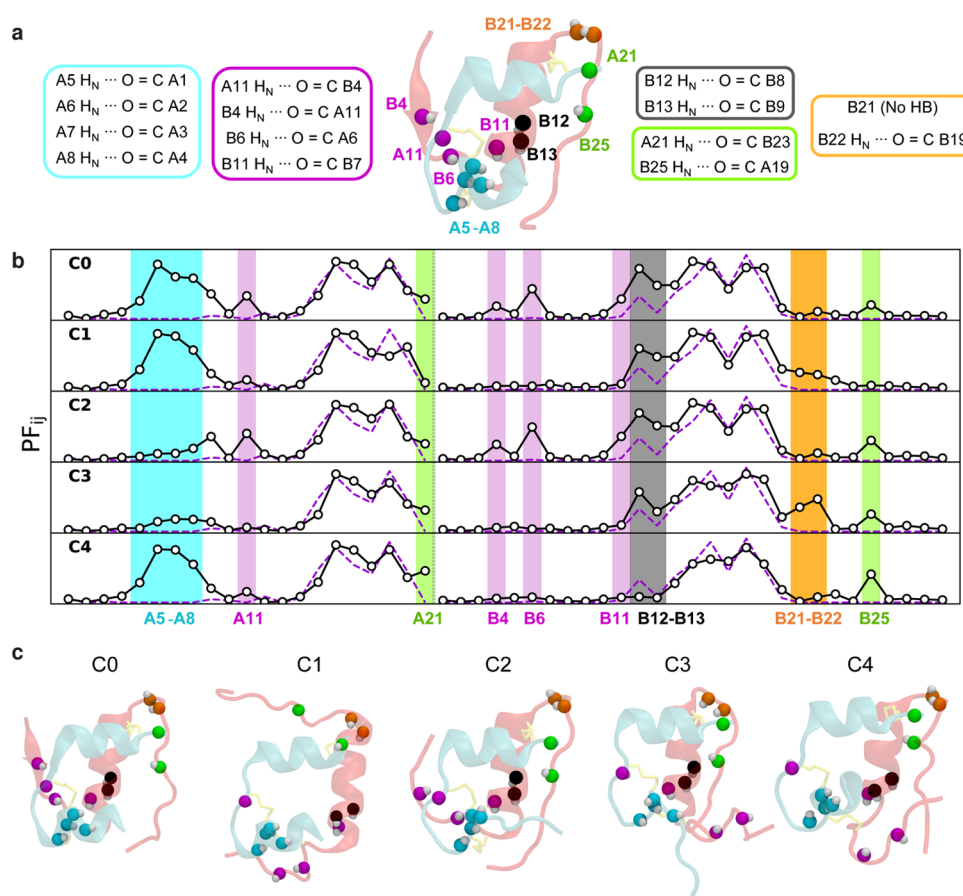 a
A5 H_N ··· O = C A1
A6 H_N ··· O = C A2
A7 H_N ··· O = C A3
A8 H_N ··· O = C A4
A11 H_N ··· O = C B4
B4 H_N ··· O = C A11
B6 H_N ··· O = C A6
B11 H_N ··· O = C B7
B21-B22
A21
B4
B11
B12
A11
B13
B25
B6
A5-A8
B12 H_N ··· O = C B8
B13 H_N ··· O = C B9
A21 H_N ··· O = C B23
B25 H_N ··· O = C A19
B21 (No HB)
B22 H_N ··· O = C B19
b
PF_ij
C0
C1
C2
C3
C4
A5-A8 A11 A21 B4 B6 B11 B12-B13 B21-B22 B25
c
C0 C1 C2 C3 C4